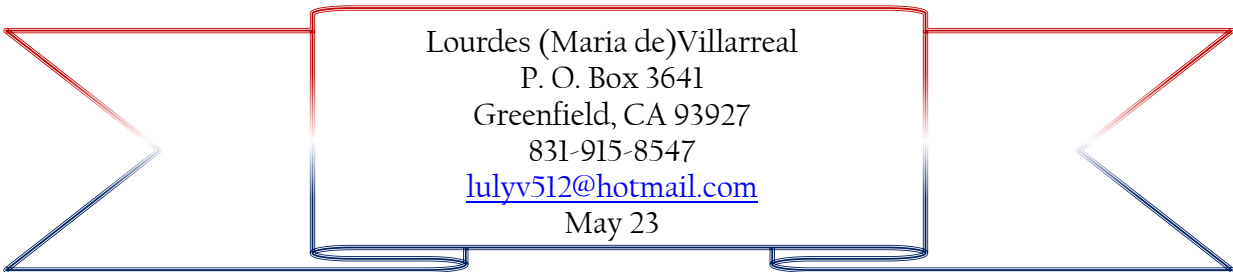 Lourdes (Maria de)Villarreal
P. O. Box 3641
Greenfield, CA 93927
831-915-8547
lulyv512@hotmail.com
May 23